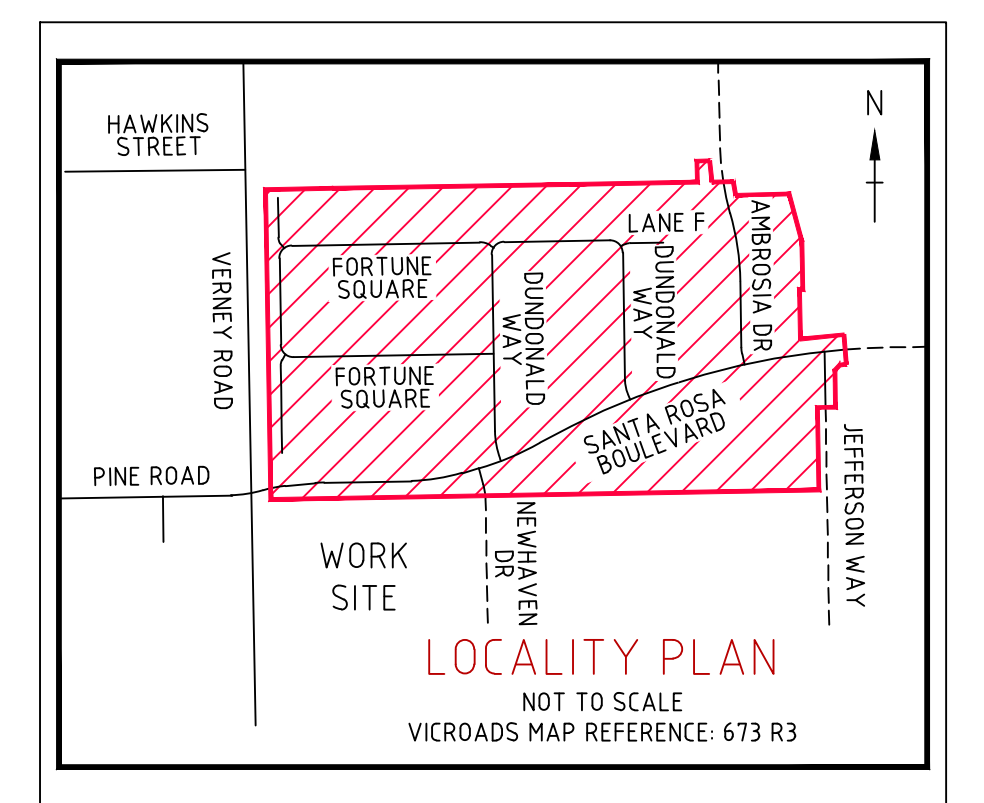 HAWKINS
STREET
N
LANE F
AMBROSIA DR
VERNEY ROAD
FORTUNE
SQUARE
DUNDONALD
WAY
DUNDONALD
WAY
FORTUNE
SQUARE
SANTA ROSA
BOULEVARD
PINE ROAD
JEFFERSON WAY
NEWHAVEN
DR
WORK
SITE
LOCALITY PLAN
NOT TO SCALE
VICROADS MAP REFERENCE: 673 R3